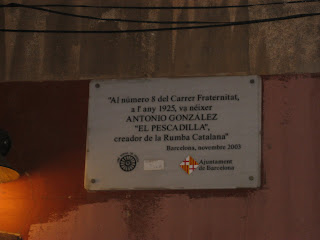 "Al número 8 del Carrer Fraternitat,
a l' any 1925, va néixer
ANTONIO GONZALEZ
"EL PESCADILLA",
creador de la Rumba Catalana"
Barcelona, novembre 2003
Ajuntament
de Barcelona